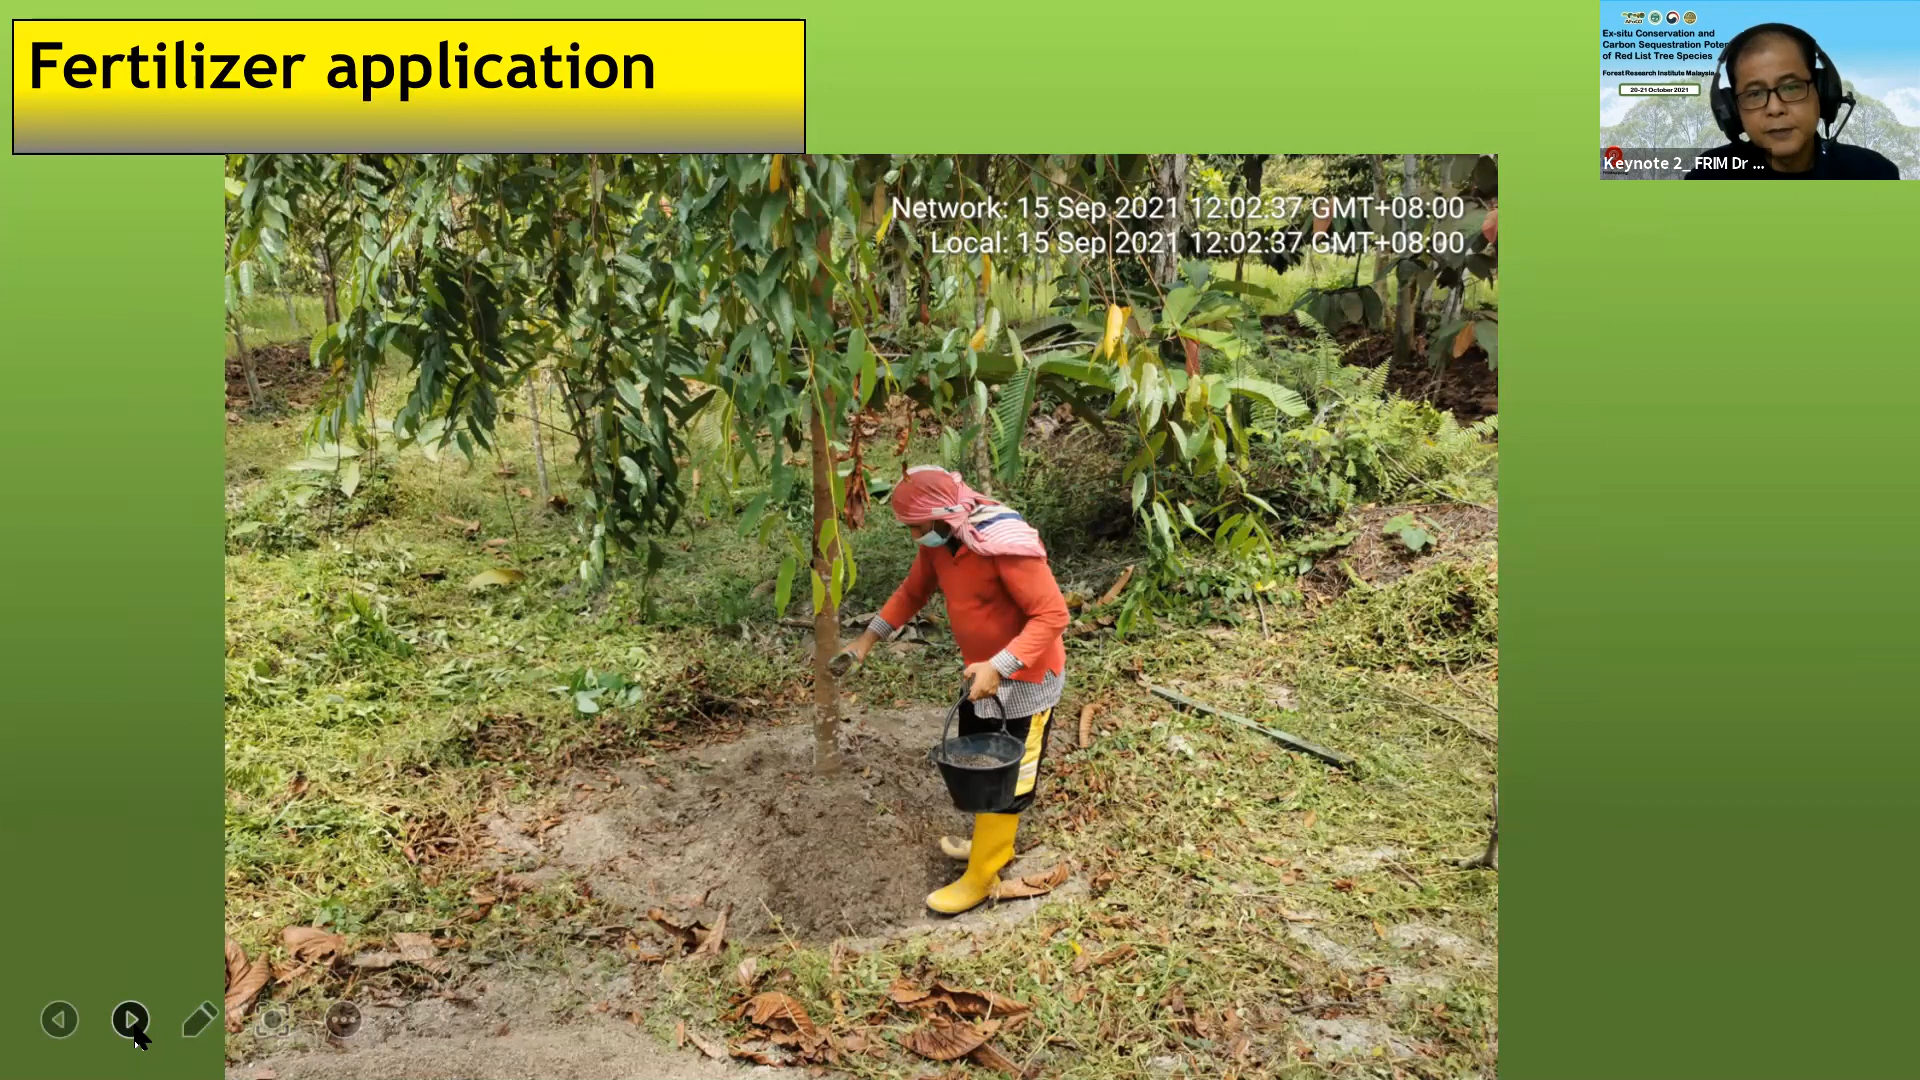 Fertilizer application
Network: 15 Sep 2021 12:02:37 GMT+08:00
Local: 15 Sep 2021 12:02:37 GMT+08:00
Ex-situ Conservation and
Carbon Sequestration Poten
of Red List Tree Species
Forest Research Institute Malaysia
20-21 October 2021
Keynote 2_ FRIM Dr ...